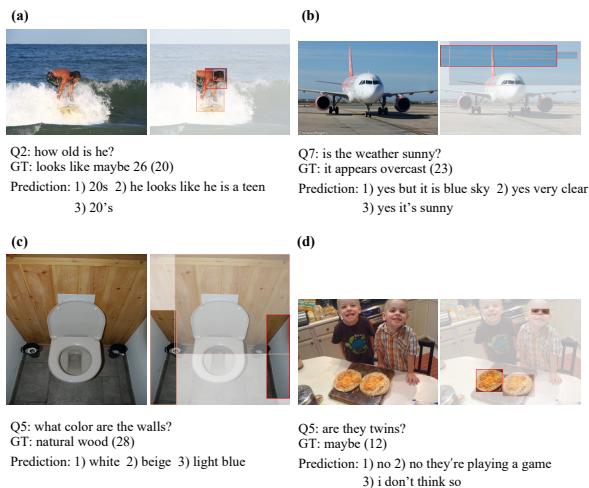 (a)
(b)
Q2: how old is he?
GT: looks like maybe 26 (20)
Prediction: 1) 20s 2) he looks like he is a teen
3) 20's
Q7: is the weather sunny?
GT: it appears overcast (23)
Prediction: 1) yes but it is blue sky 2) yes very clear
3) yes it's sunny
(c)
(d)
Q5: what color are the walls?
GT: natural wood (28)
Prediction: 1) white 2) beige 3) light blue
Q5: are they twins?
GT: maybe (12)
Prediction: 1) no 2) no they're playing a game
3) i don't think so